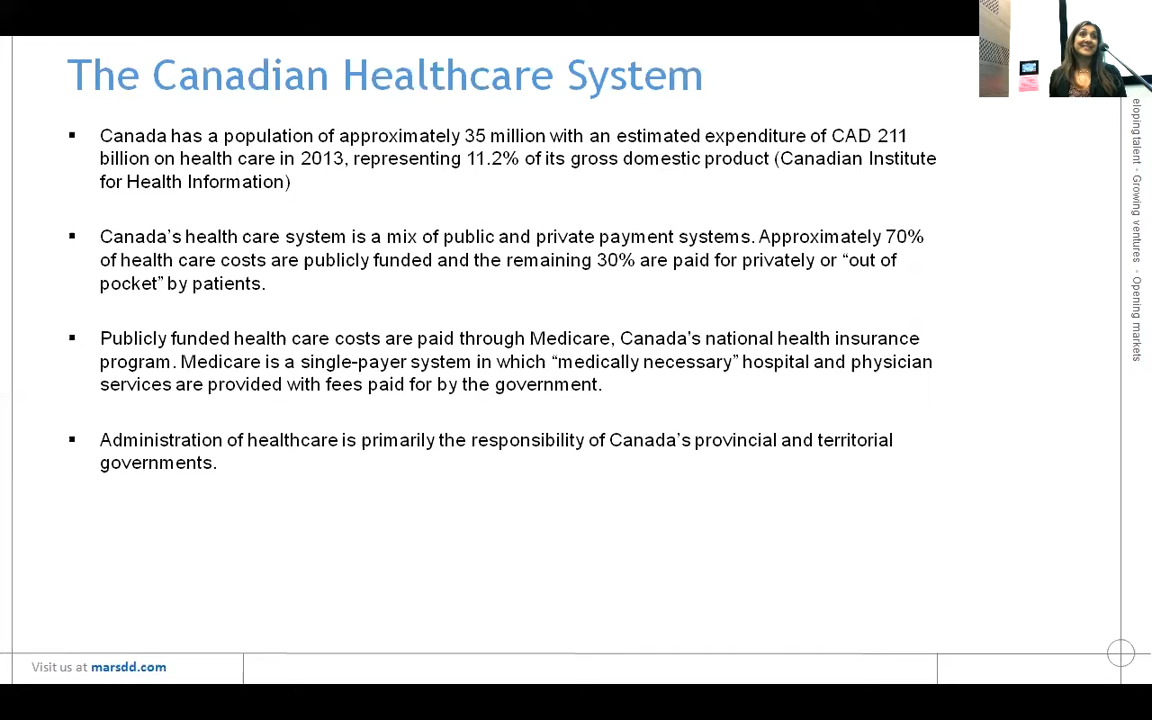 The Canadian Healthcare System
▪ Canada has a population of approximately 35 million with an estimated expenditure of CAD 211
billion on health care in 2013, representing 11.2% of its gross domestic product (Canadian Institute
for Health Information)
▪ Canada’s health care system is a mix of public and private payment systems. Approximately 70%
of health care costs are publicly funded and the remaining 30% are paid for privately or “out of
pocket” by patients.
▪ Publicly funded health care costs are paid through Medicare, Canada's national health insurance
program. Medicare is a single-payer system in which “medically necessary” hospital and physician
services are provided with fees paid for by the government.
▪ Administration of healthcare is primarily the responsibility of Canada’s provincial and territorial
governments.
eloping talent · Growing ventures · Opening markets
Visit us at marsdd.com